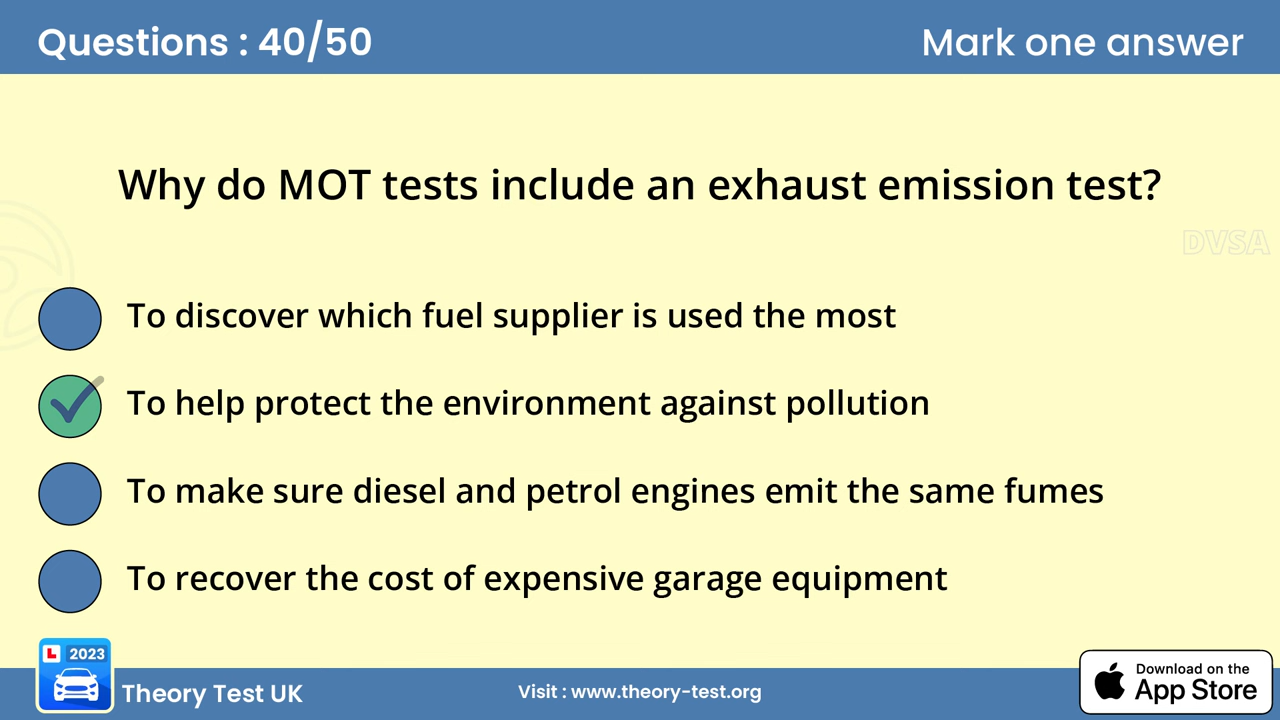 Questions : 40/50
Mark one answer
Why do MOT tests include an exhaust emission test?
DVSA
To discover which fuel supplier is used the most
To help protect the environment against pollution
To make sure diesel and petrol engines emit the same fumes
To recover the cost of expensive garage equipment
L 2023
Theory Test UK
Visit : www.theory-test.org
Download on the
App Store